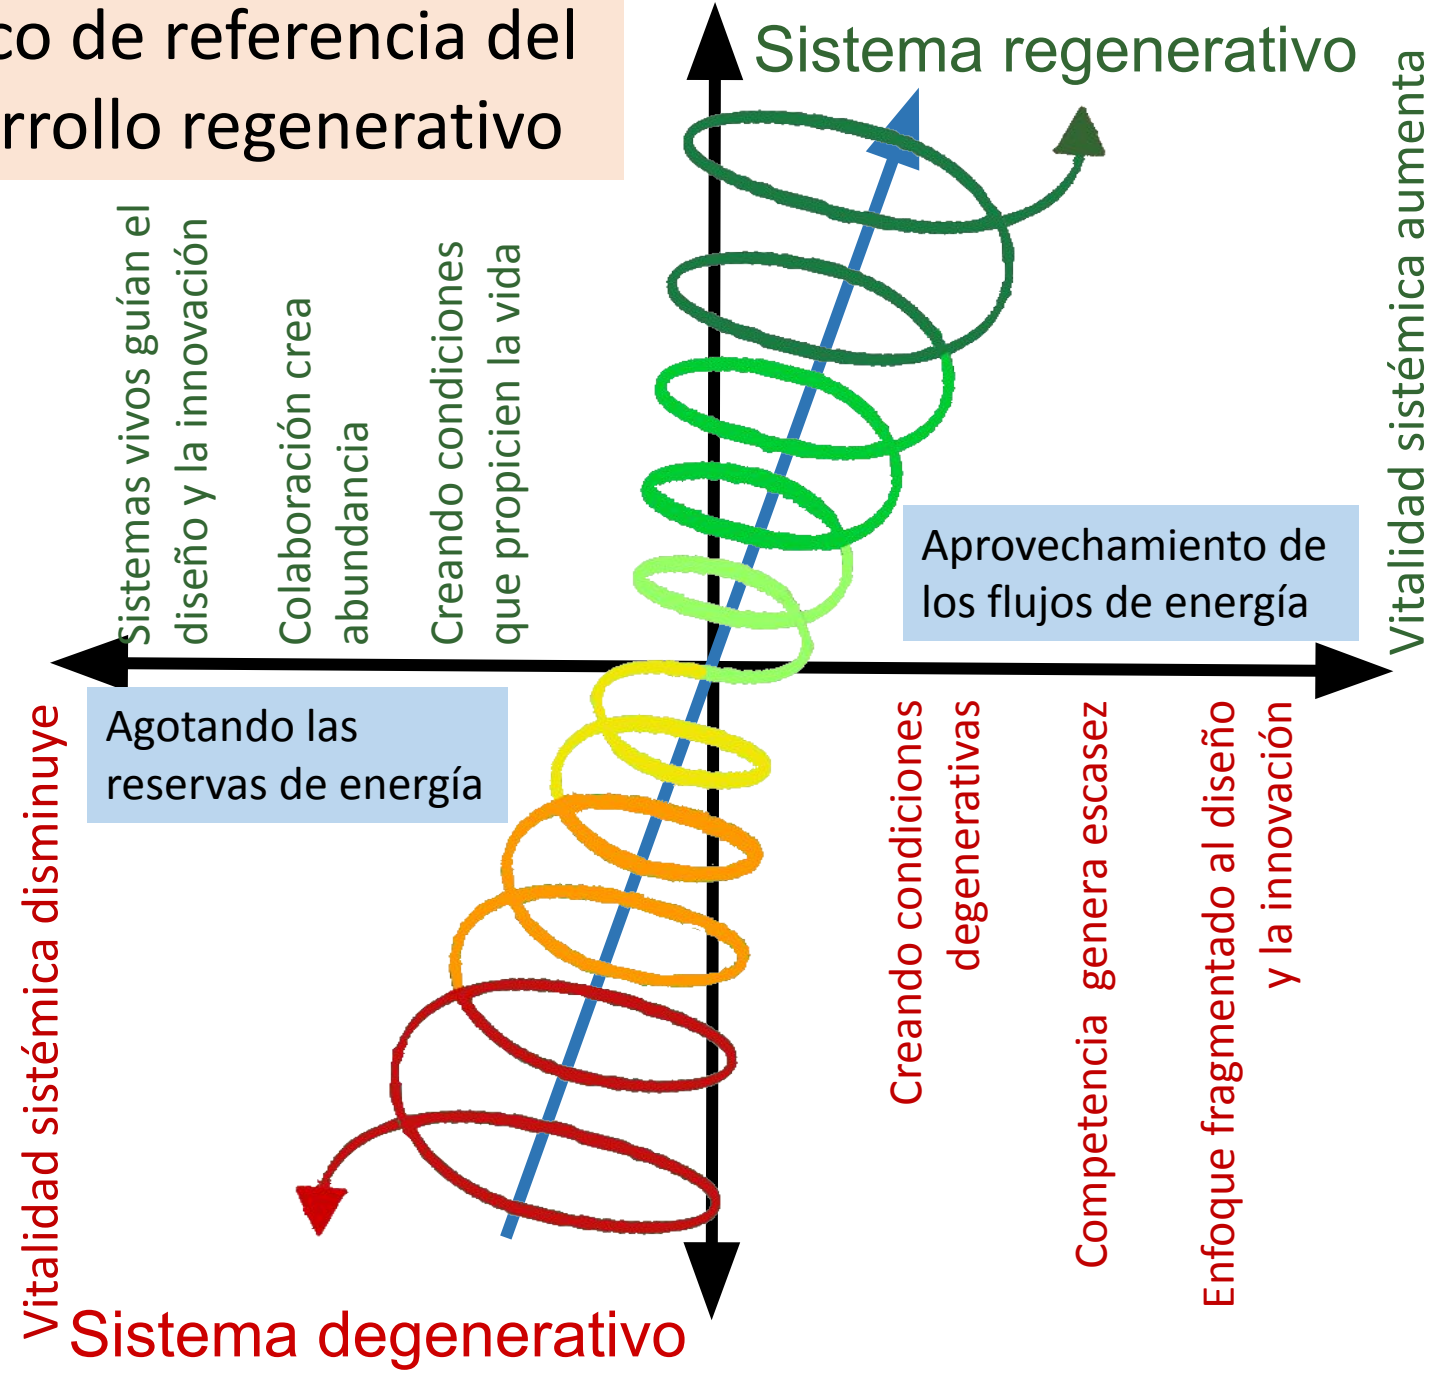 co de referencia del
rrollo regenerativo
Sistema regenerativo
Vitalidad sistémica aumenta
Sistemas vivos guían el
diseño y la innovación
Colaboración crea
abundancia
Creando condiciones
que propicien la vida
Aprovechamiento de
los flujos de energía
Agotando las
reservas de energía
Vitalidad sistémica disminuye
Creando condiciones
degenerativas
Competencia genera escasez
Enfoque fragmentado al diseño
y la innovación
Sistema degenerativo